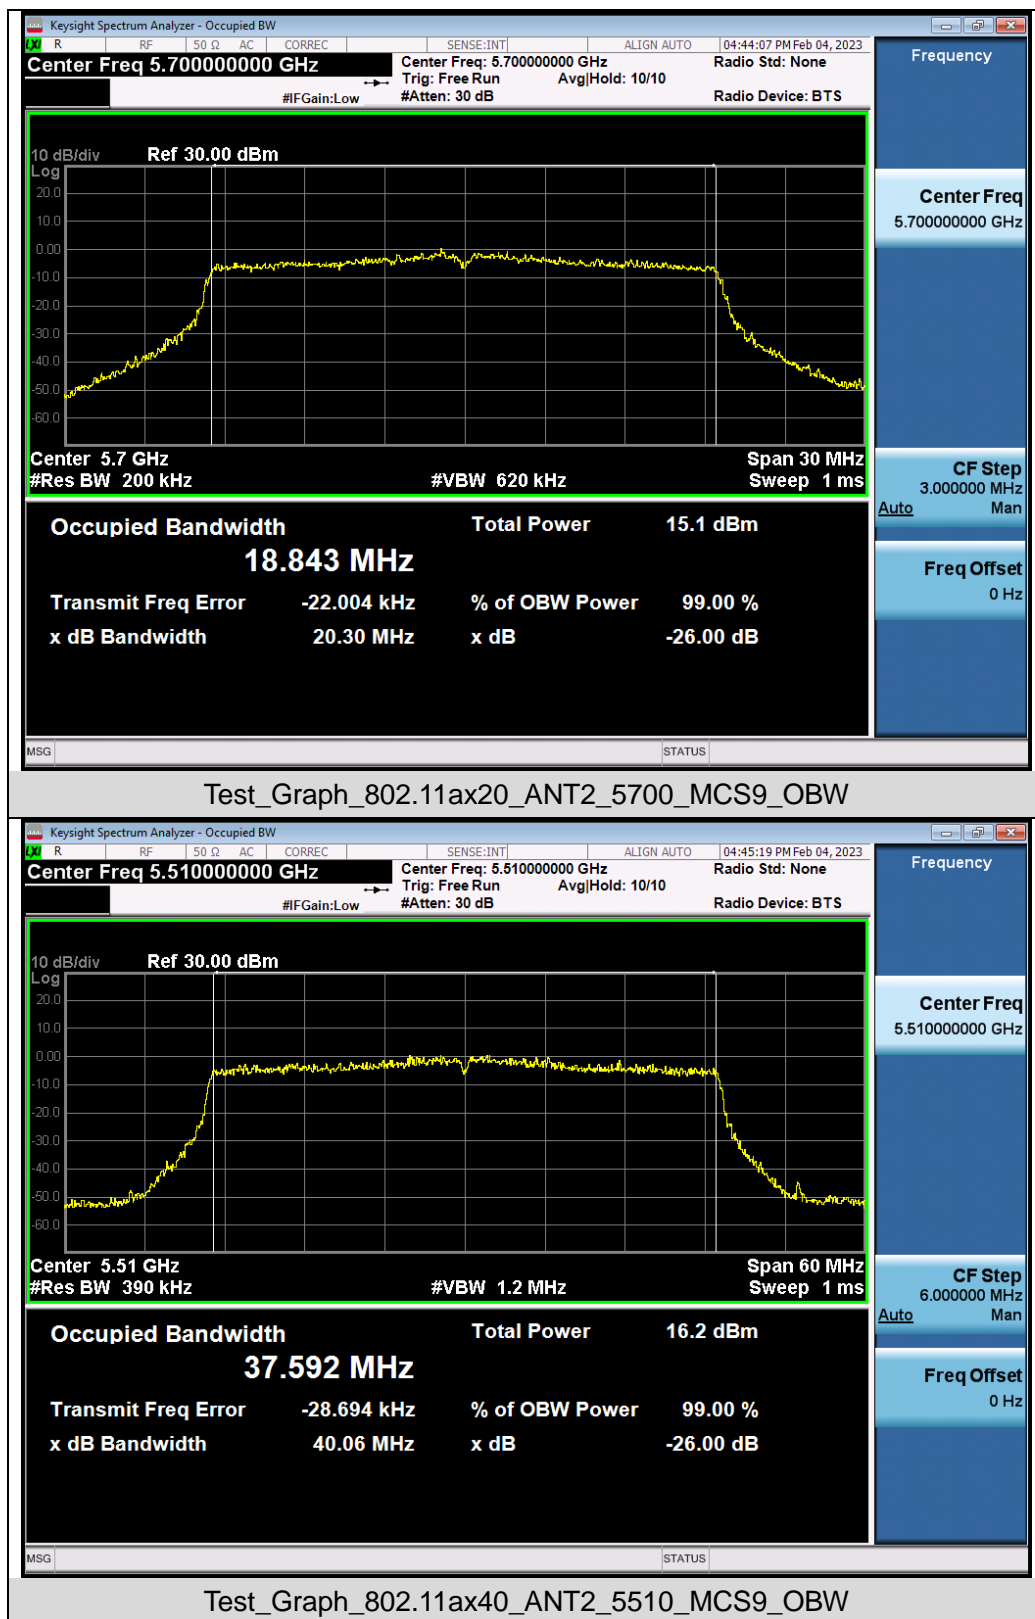 Keysight Spectrum Analyzer - Occupied BW
LXI R RF 50 Ω AC CORREC SENSE:INT ALIGN AUTO 04:44:07 PM Feb 04, 2023
Center Freq 5.700000000 GHz
Center Freq: 5.700000000 GHz Radio Std: None
Trig: Free Run Avg|Hold: 10/10
#IFGain:Low #Atten: 30 dB Radio Device: BTS
Frequency
10 dB/div Ref 30.00 dBm
Log
20.0
10.0
0.00
-10.0
-20.0
-30.0
-40.0
-50.0
-60.0
Center 5.7 GHz Span 30 MHz
#Res BW 200 kHz #VBW 620 kHz Sweep 1 ms
Center Freq
5.700000000 GHz
CF Step
3.000000 MHz
Auto Man
Freq Offset
0 Hz
Occupied Bandwidth Total Power 15.1 dBm
18.843 MHz
Transmit Freq Error -22.004 kHz % of OBW Power 99.00 %
x dB Bandwidth 20.30 MHz x dB -26.00 dB
MSG STATUS
Test_Graph_802.11ax20_ANT2_5700_MCS9_OBW
Keysight Spectrum Analyzer - Occupied BW
LXI R RF 50 Ω AC CORREC SENSE:INT ALIGN AUTO 04:45:19 PM Feb 04, 2023
Center Freq 5.510000000 GHz
Center Freq: 5.510000000 GHz Radio Std: None
Trig: Free Run Avg|Hold: 10/10
#IFGain:Low #Atten: 30 dB Radio Device: BTS
Frequency
10 dB/div Ref 30.00 dBm
Log
20.0
10.0
0.00
-10.0
-20.0
-30.0
-40.0
-50.0
-60.0
Center 5.51 GHz Span 60 MHz
#Res BW 390 kHz #VBW 1.2 MHz Sweep 1 ms
Center Freq
5.510000000 GHz
CF Step
6.000000 MHz
Auto Man
Freq Offset
0 Hz
Occupied Bandwidth Total Power 16.2 dBm
37.592 MHz
Transmit Freq Error -28.694 kHz % of OBW Power 99.00 %
x dB Bandwidth 40.06 MHz x dB -26.00 dB
MSG STATUS
Test_Graph_802.11ax40_ANT2_5510_MCS9_OBW